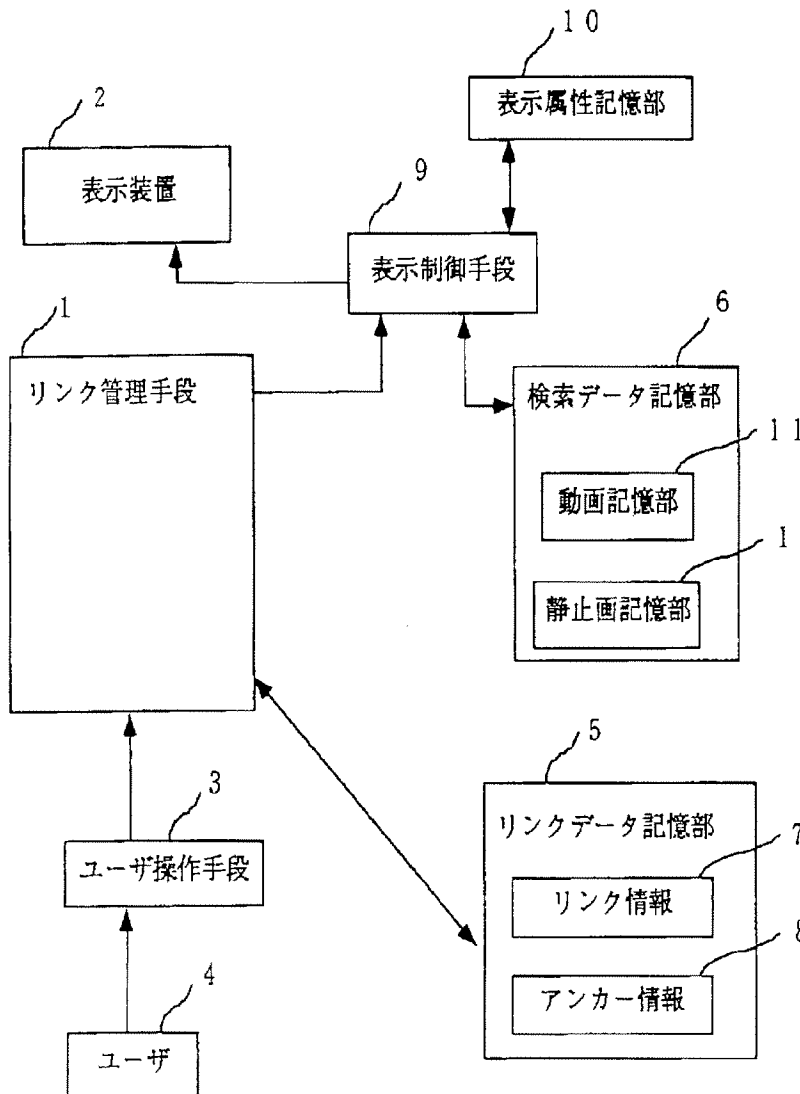 10
表示属性記憶部
2
表示装置
9
表示制御手段
1
リンク管理手段
6
検索データ記憶部
11
動画記憶部
1
静止画記憶部
5
リンクデータ記憶部
7
リンク情報
8
アンカー情報
3
ユーザ操作手段
4
ユーザ